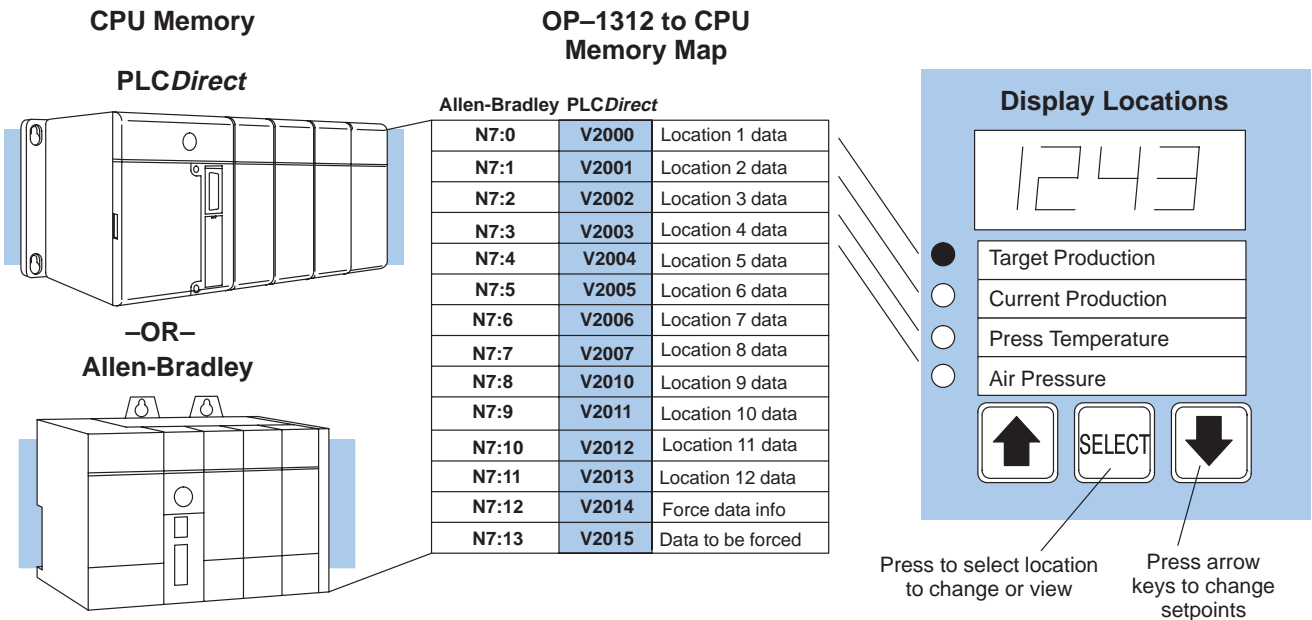 CPU Memory
PLCDirect
–OR–
Allen-Bradley
OP–1312 to CPU
Memory Map
Allen-Bradley PLCDirect
N7:0 V2000 Location 1 data
N7:1 V2001 Location 2 data
N7:2 V2002 Location 3 data
N7:3 V2003 Location 4 data
N7:4 V2004 Location 5 data
N7:5 V2005 Location 6 data
N7:6 V2006 Location 7 data
N7:7 V2007 Location 8 data
N7:8 V2010 Location 9 data
N7:9 V2011 Location 10 data
N7:10 V2012 Location 11 data
N7:11 V2013 Location 12 data
N7:12 V2014 Force data info
N7:13 V2015 Data to be forced
Display Locations
1243
Target Production
Current Production
Press Temperature
Air Pressure
SELECT
Press to select location
to change or view
Press arrow
keys to change
setpoints